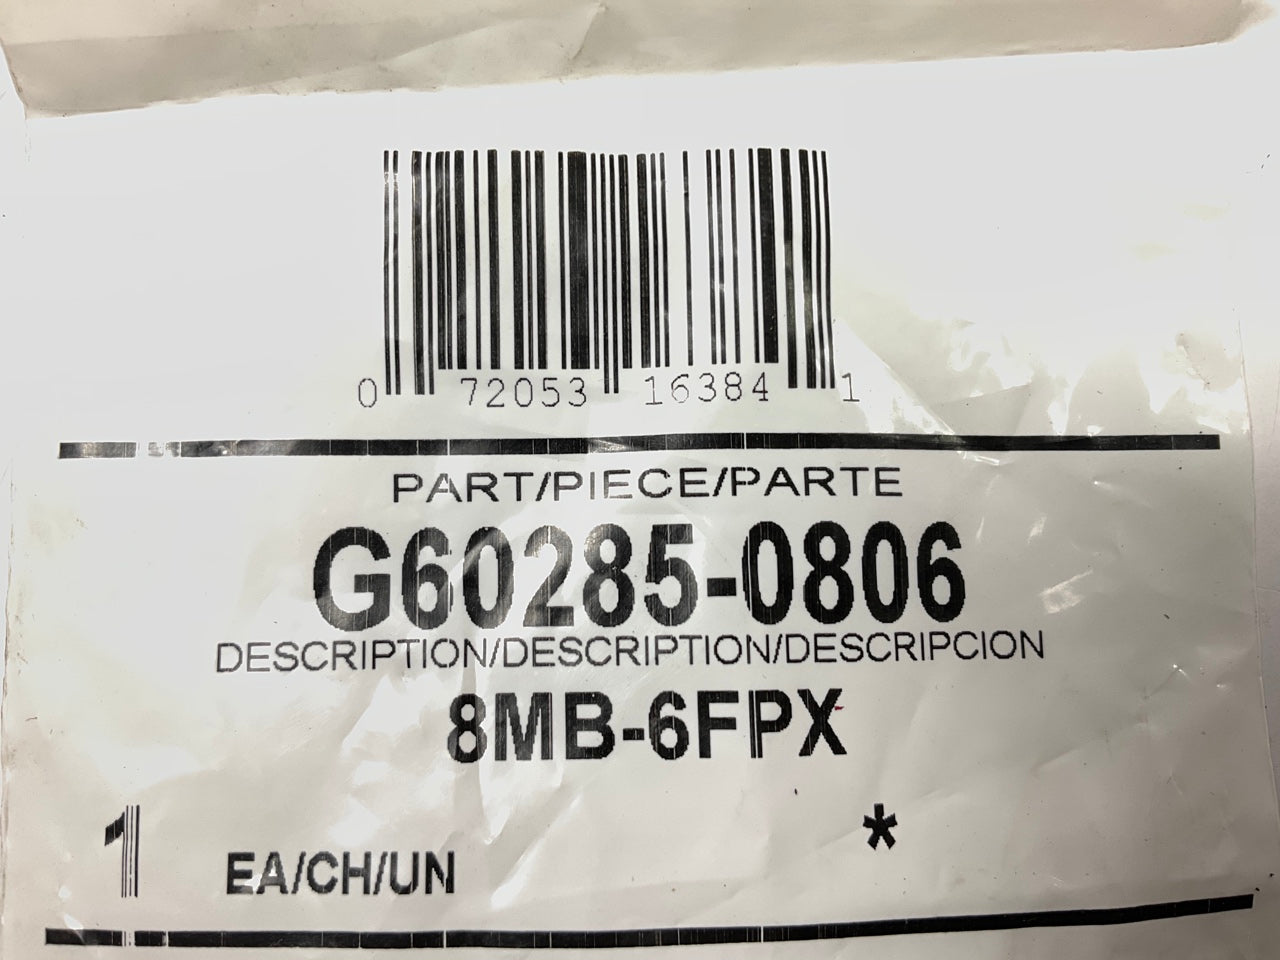 0 72053 16384 1
PART/PIECE/PARTE
G60285-0806
DESCRIPTION/DESCRIPTION/DESCRIPCION
8MB-6FPX
1 EA/CH/UN *